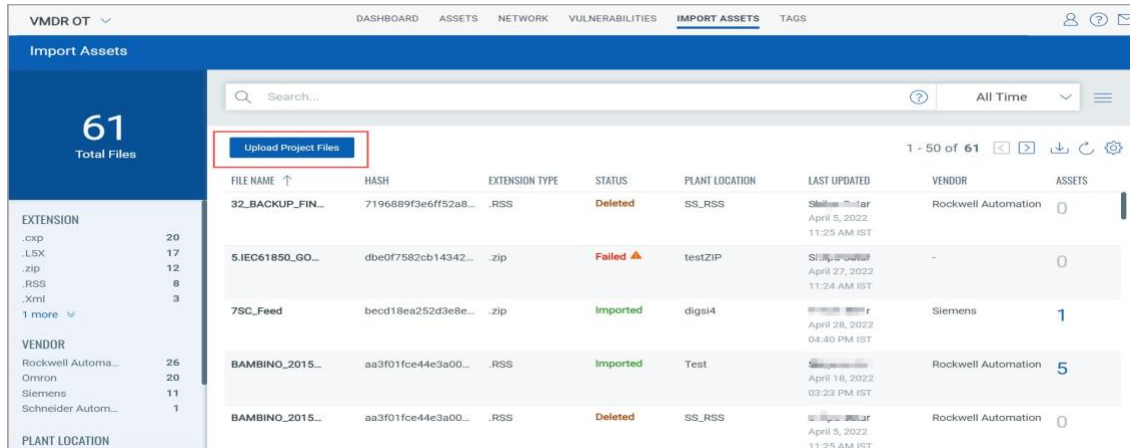 VMDR OT
DASHBOARD ASSETS NETWORK VULNERABILITIES IMPORT ASSETS TAGS
Import Assets
61
Total Files
Search...
All Time
Upload Project Files
1 - 50 of 61
FILE NAME HASH EXTENSION TYPE STATUS PLANT LOCATION LAST UPDATED VENDOR ASSETS
32_BACKUP_FIN... 7196889f3e6ff52a8... .RSS Deleted SS_RSS Rockwell Automation 0
April 5, 2022
11:25 AM IST
5.IEC61850_GO... dbe0f7582cb14342... .zip Failed testZIP - 0
April 27, 2022
11:24 AM IST
7SC_Feed becd18ea252d3e8e... .zip Imported digsi4 Siemens 1
April 28, 2022
04:40 PM IST
BAMBINO_2015... aa3f01fce44e3a00... .RSS Imported Test Rockwell Automation 5
April 18, 2022
03:23 PM IST
BAMBINO_2015... aa3f01fce44e3a00... .RSS Deleted SS_RSS Rockwell Automation 0
April 5, 2022
11:25 AM IST
EXTENSION
.cxp 20
.L5X 17
.zip 12
.RSS 8
.Xml 3
1 more
VENDOR
Rockwell Automa... 26
Omron 20
Siemens 11
Schneider Autom... 1
PLANT LOCATION